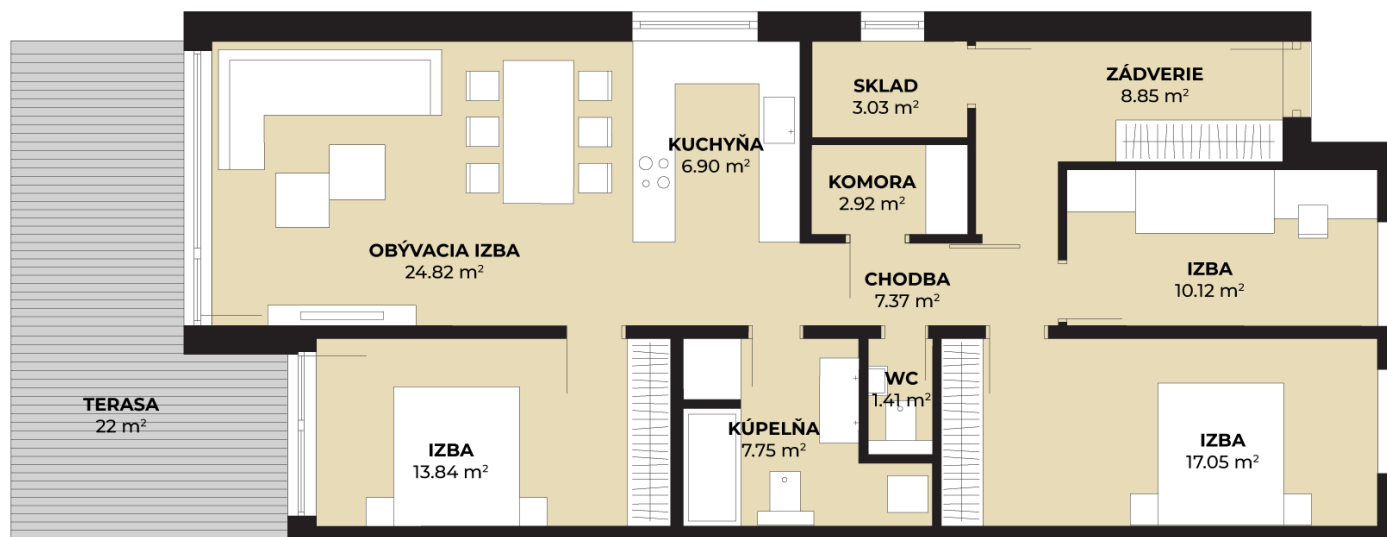 ZÁDVERIE
8.85 m²
SKLAD
3.03 m²
KUCHYŇA
6.90 m²
KOMORA
2.92 m²
OBÝVACIA IZBA
24.82 m²
CHODBA
7.37 m²
IZBA
10.12 m²
TERASA
22 m²
IZBA
13.84 m²
KÚPELŇA
7.75 m²
WC
1.41 m²
IZBA
17.05 m²